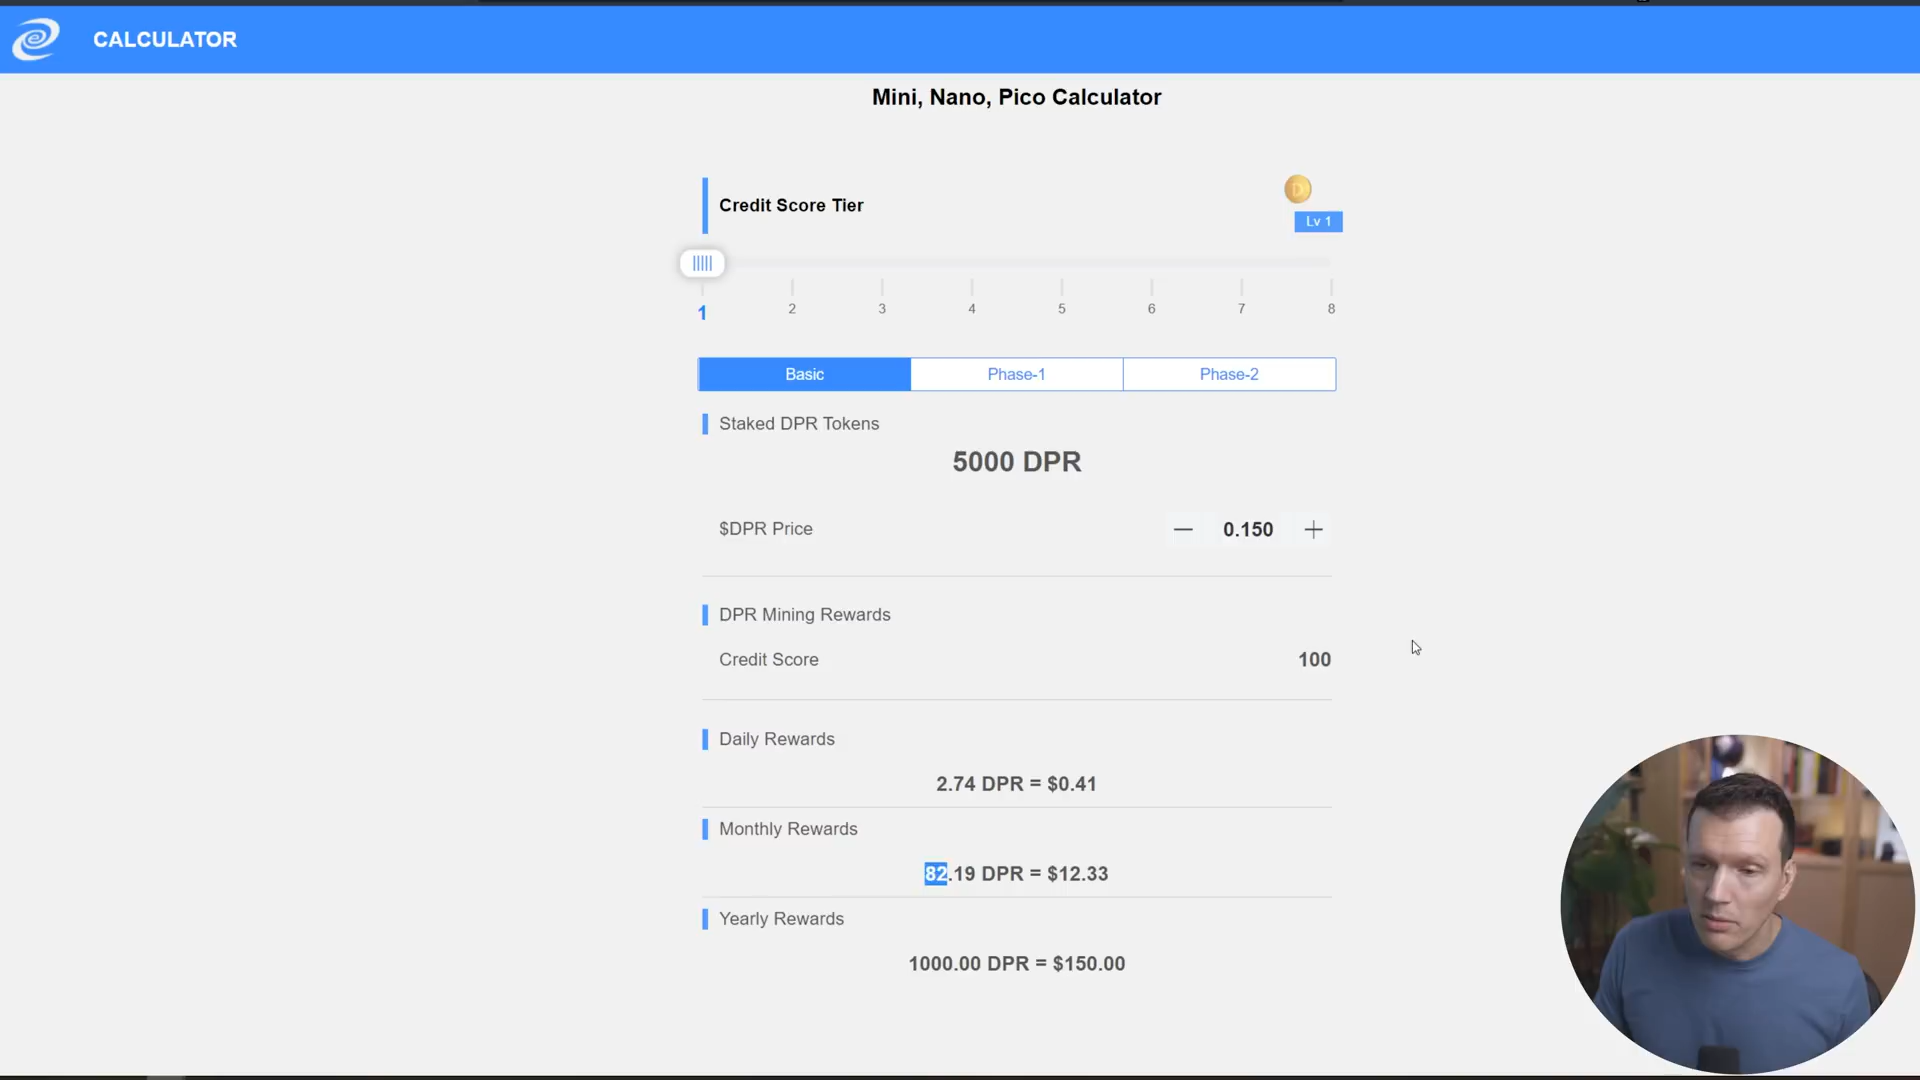 CALCULATOR
Mini, Nano, Pico Calculator
Credit Score Tier
D
Lv 1
1 2 3 4 5 6 7 8
Basic Phase-1 Phase-2
Staked DPR Tokens
5000 DPR
$DPR Price — 0.150 +
DPR Mining Rewards
Credit Score 100
Daily Rewards
2.74 DPR = $0.41
Monthly Rewards
82.19 DPR = $12.33
Yearly Rewards
1000.00 DPR = $150.00